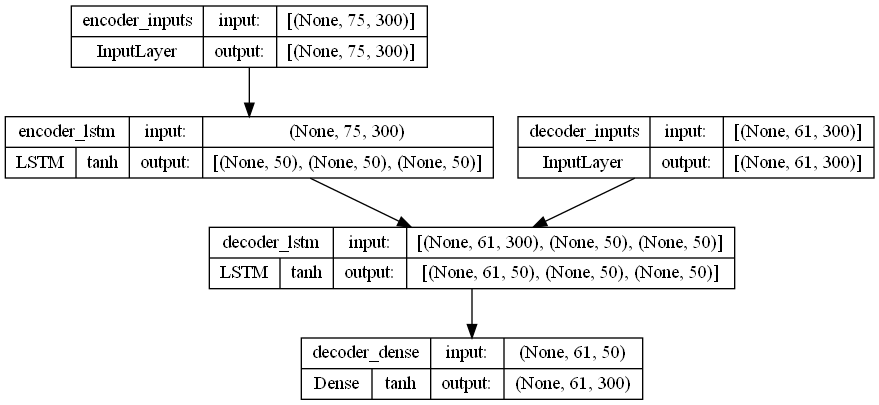 encoder_inputs input: [(None, 75, 300)]
InputLayer output: [(None, 75, 300)]
encoder_lstm input: (None, 75, 300)
LSTM tanh output: [(None, 50), (None, 50), (None, 50)]
decoder_inputs input: [(None, 61, 300)]
InputLayer output: [(None, 61, 300)]
decoder_lstm input: [(None, 61, 300), (None, 50), (None, 50)]
LSTM tanh output: [(None, 61, 50), (None, 50), (None, 50)]
decoder_dense input: (None, 61, 50)
Dense tanh output: (None, 61, 300)